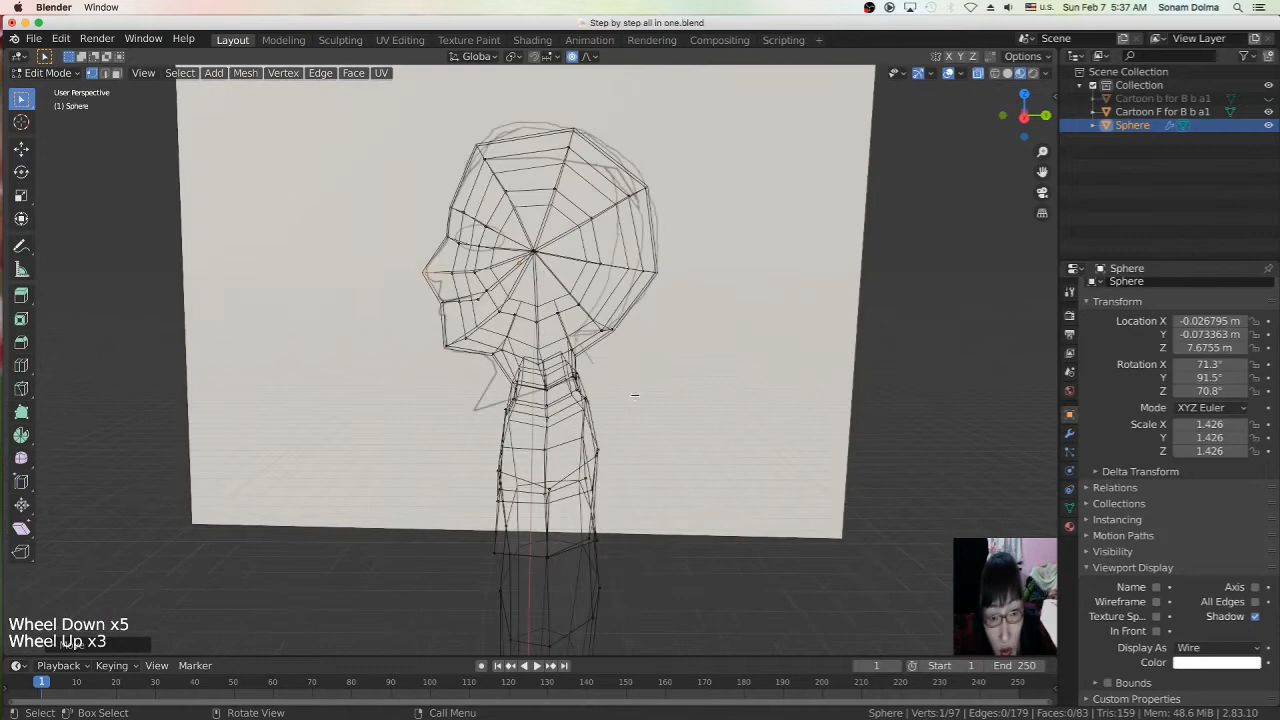 Blender Window
U.S. Sun Feb 7 5:37 AM Sonam Dolma
Step by step all in one.blend
File Edit Render Window Help
Layout Modeling Sculpting UV Editing Texture Paint Shading Animation Rendering Compositing Scripting +
Scene View Layer
Globa X Y Z Options
Edit Mode View Select Add Mesh Vertex Edge Face UV
User Perspective
(1) Sphere
Z Y X
Scene Collection
Collection
Cartoon b for B b a1
Cartoon F for B b a1
Sphere
Sphere
Sphere
Transform
Location X -0.026795 m
Y -0.073363 m
Z 7.6755 m
Rotation X 71.3°
Y 91.5°
Z 70.8°
Mode XYZ Euler
Scale X 1.426
Y 1.426
Z 1.426
Delta Transform
Relations
Collections
Instancing
Motion Paths
Visibility
Viewport Display
Name Axis
Wireframe All Edges
Texture Sp.. Shadow
In Front
Display As Wire
Color
Bounds
Custom Properties
Wheel Down x5
Wheel Up x3
Playback Keying View Marker
1 Start 1 End 250
1 10 20 30 40 50 60 70 80 90 100 110 120 130 140 150 160 170 180 190 200 210 220 230 240 250
Select Box Select Rotate View Call Menu
Sphere | Verts:1/97 | Edges:0/179 | Faces:0/83 | Tris:159 | Mem: 48.6 MiB | 2.83.10